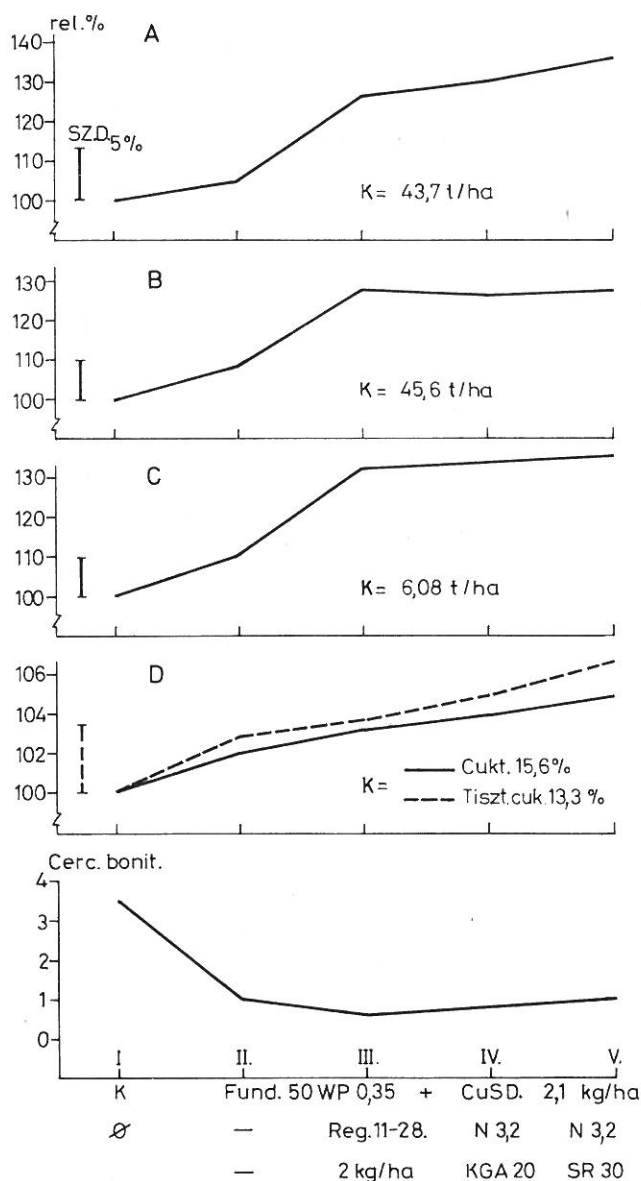 rel.%
A
140
130
120
SZ.D.5%
110
100
K= 43,7 t/ha
B
130
120
110
100
K= 45,6 t/ha
C
130
120
110
100
K= 6,08 t/ha
D
106
104
102
100
K=
Cukt. 15,6%
Tiszt.cuk.13,3 %
Cerc. bonit.
4
3
2
1
0
I II. III. IV. V.
K Fund. 50 WP 0,35 + CuSD. 2,1 kg/ha
Ø — Reg.11-28. N 3,2 N 3,2
— 2 kg/ha KGA 20 SR 30